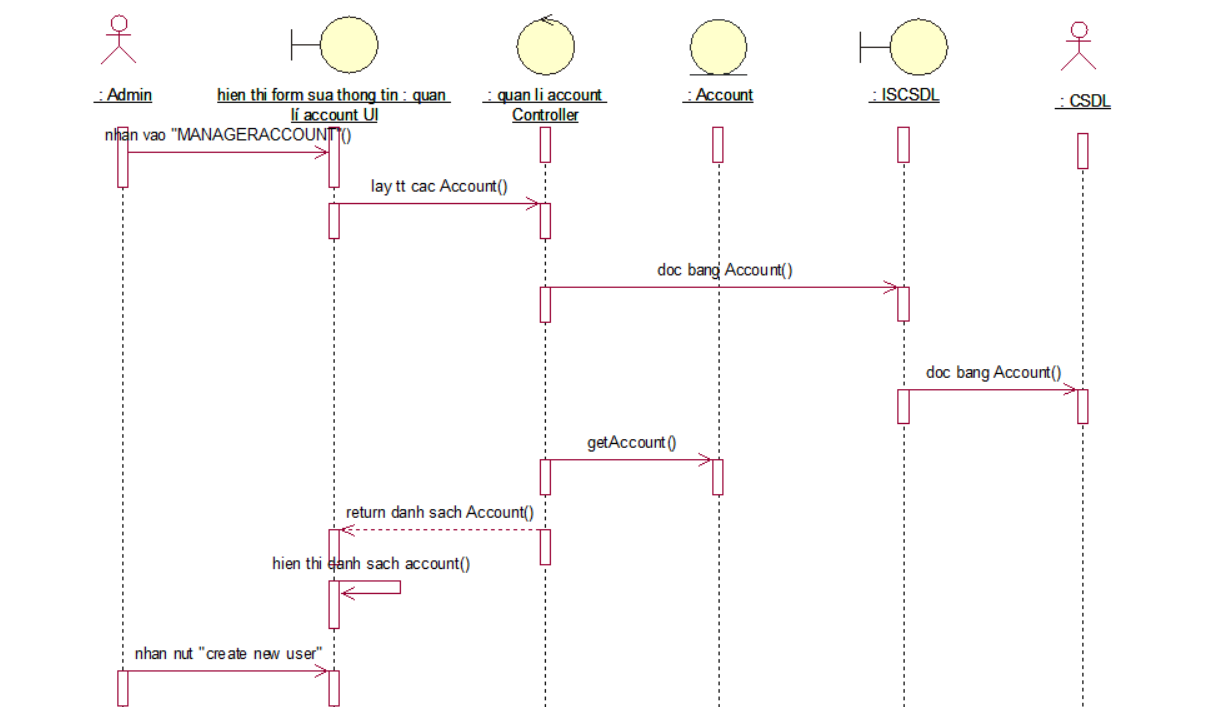 : Admin
hien thi form sua thong tin : quan
lí account UI
: quan li account
Controller
: Account
: ISCSDL
: CSDL
nhan vao "MANAGERACCOUNT"()
lay tt cac Account()
doc bang Account()
doc bang Account()
getAccount()
return danh sach Account()
hien thi danh sach account()
nhan nut "create new user"